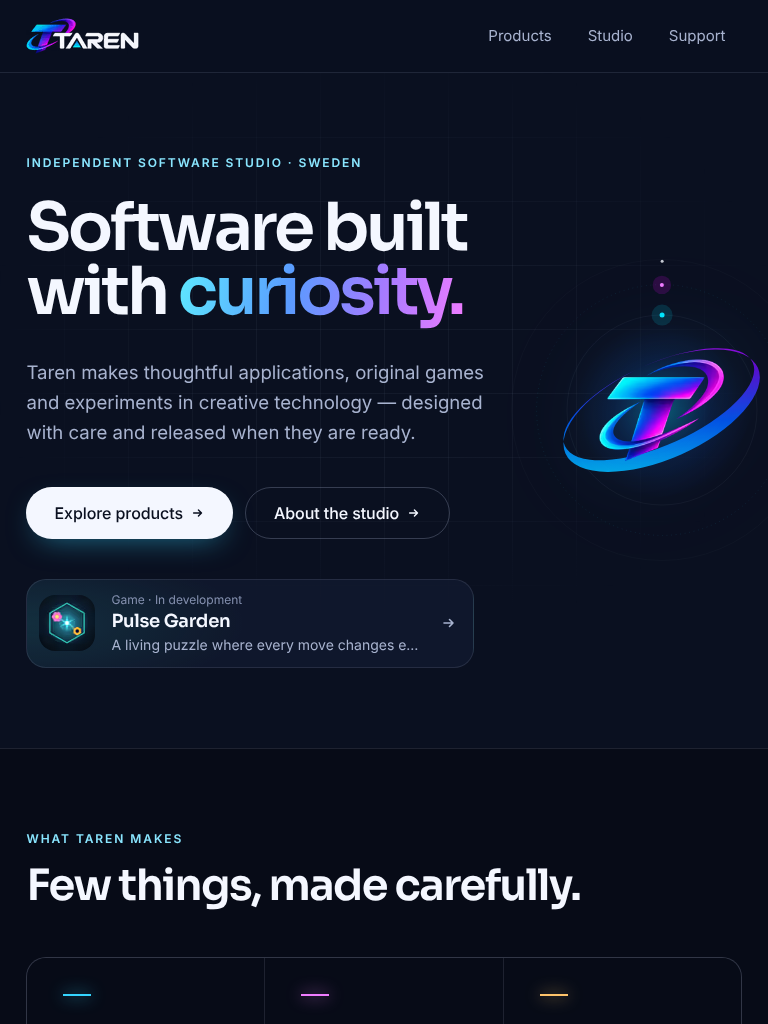 TAREN
Products
Studio
Support
INDEPENDENT SOFTWARE STUDIO · SWEDEN
Software built
with curiosity.
Taren makes thoughtful applications, original games
and experiments in creative technology — designed
with care and released when they are ready.
Explore products →
About the studio →
Game · In development
Pulse Garden
→
A living puzzle where every move changes e...
T
WHAT TAREN MAKES
Few things, made carefully.